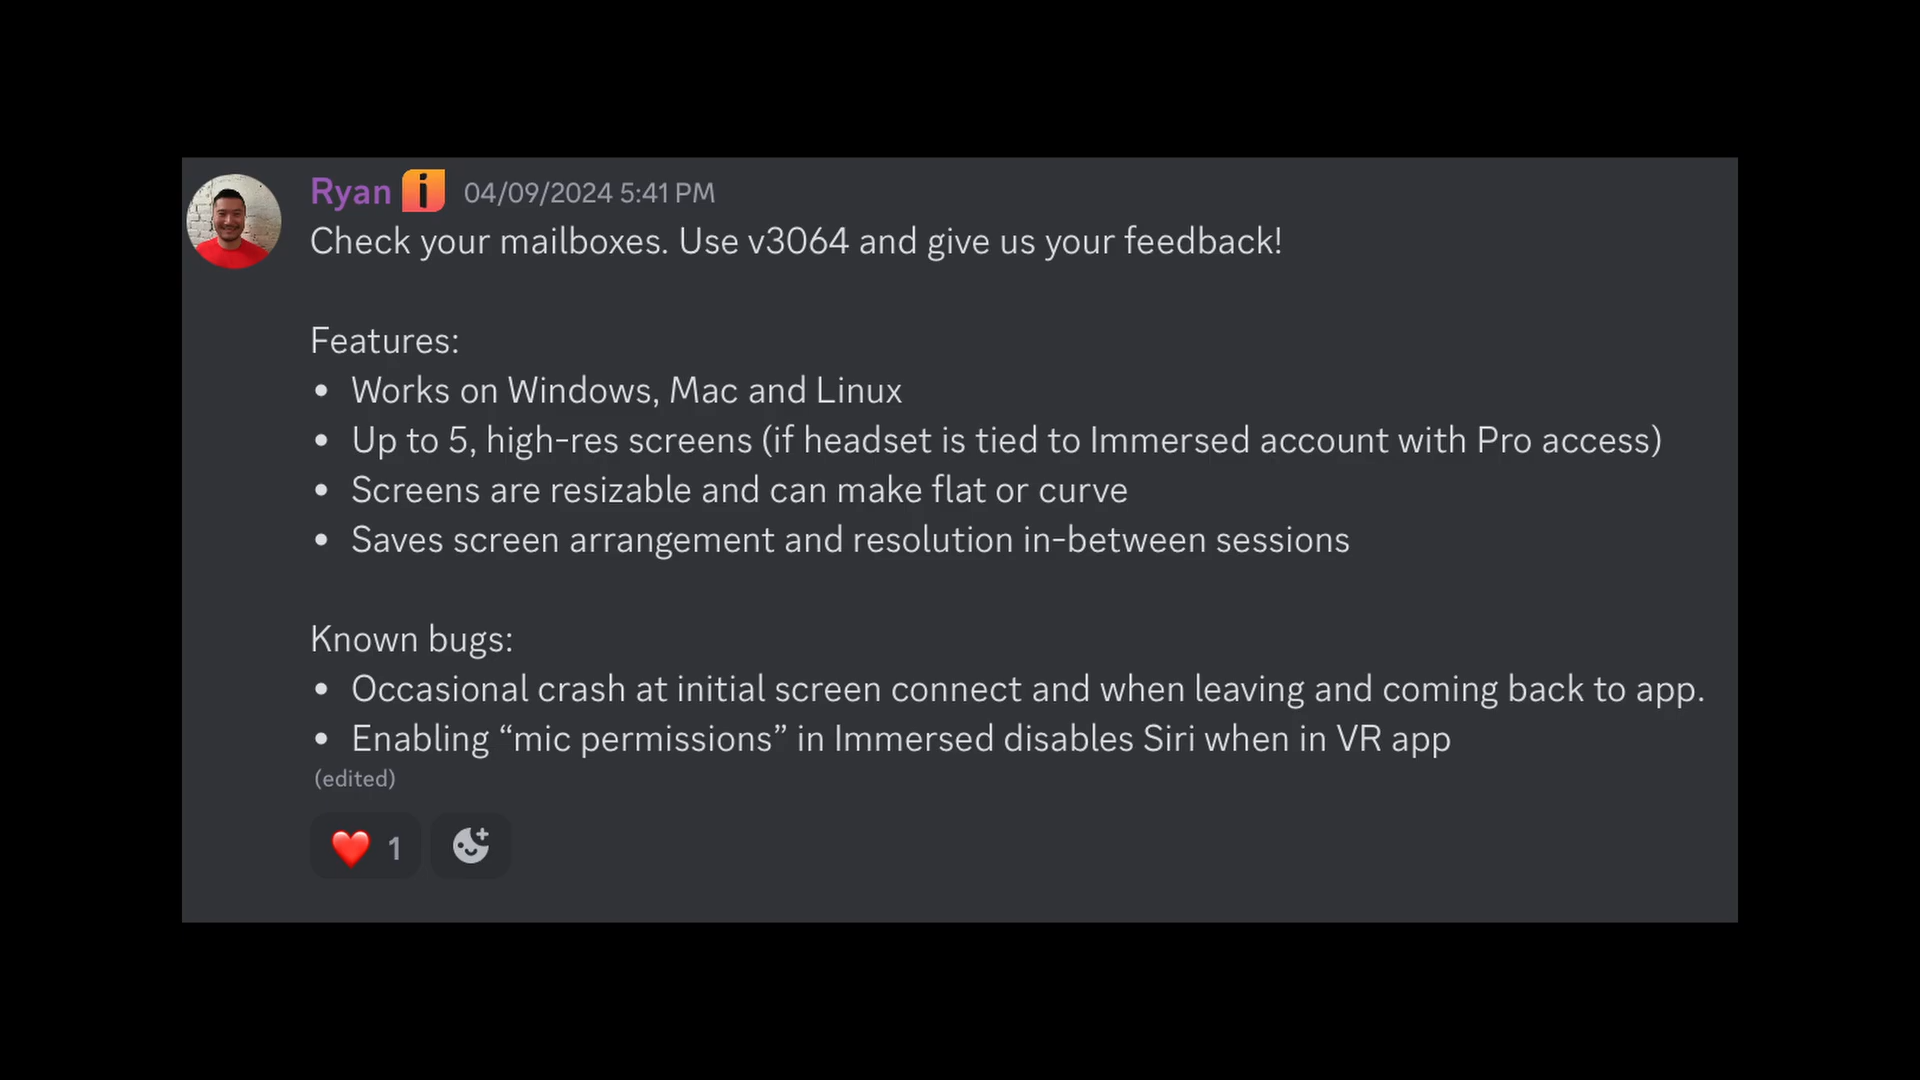 Ryan i 04/09/2024 5:41 PM
Check your mailboxes. Use v3064 and give us your feedback!
Features:
• Works on Windows, Mac and Linux
• Up to 5, high-res screens (if headset is tied to Immersed account with Pro access)
• Screens are resizable and can make flat or curve
• Saves screen arrangement and resolution in-between sessions
Known bugs:
• Occasional crash at initial screen connect and when leaving and coming back to app.
• Enabling “mic permissions” in Immersed disables Siri when in VR app
(edited)
1